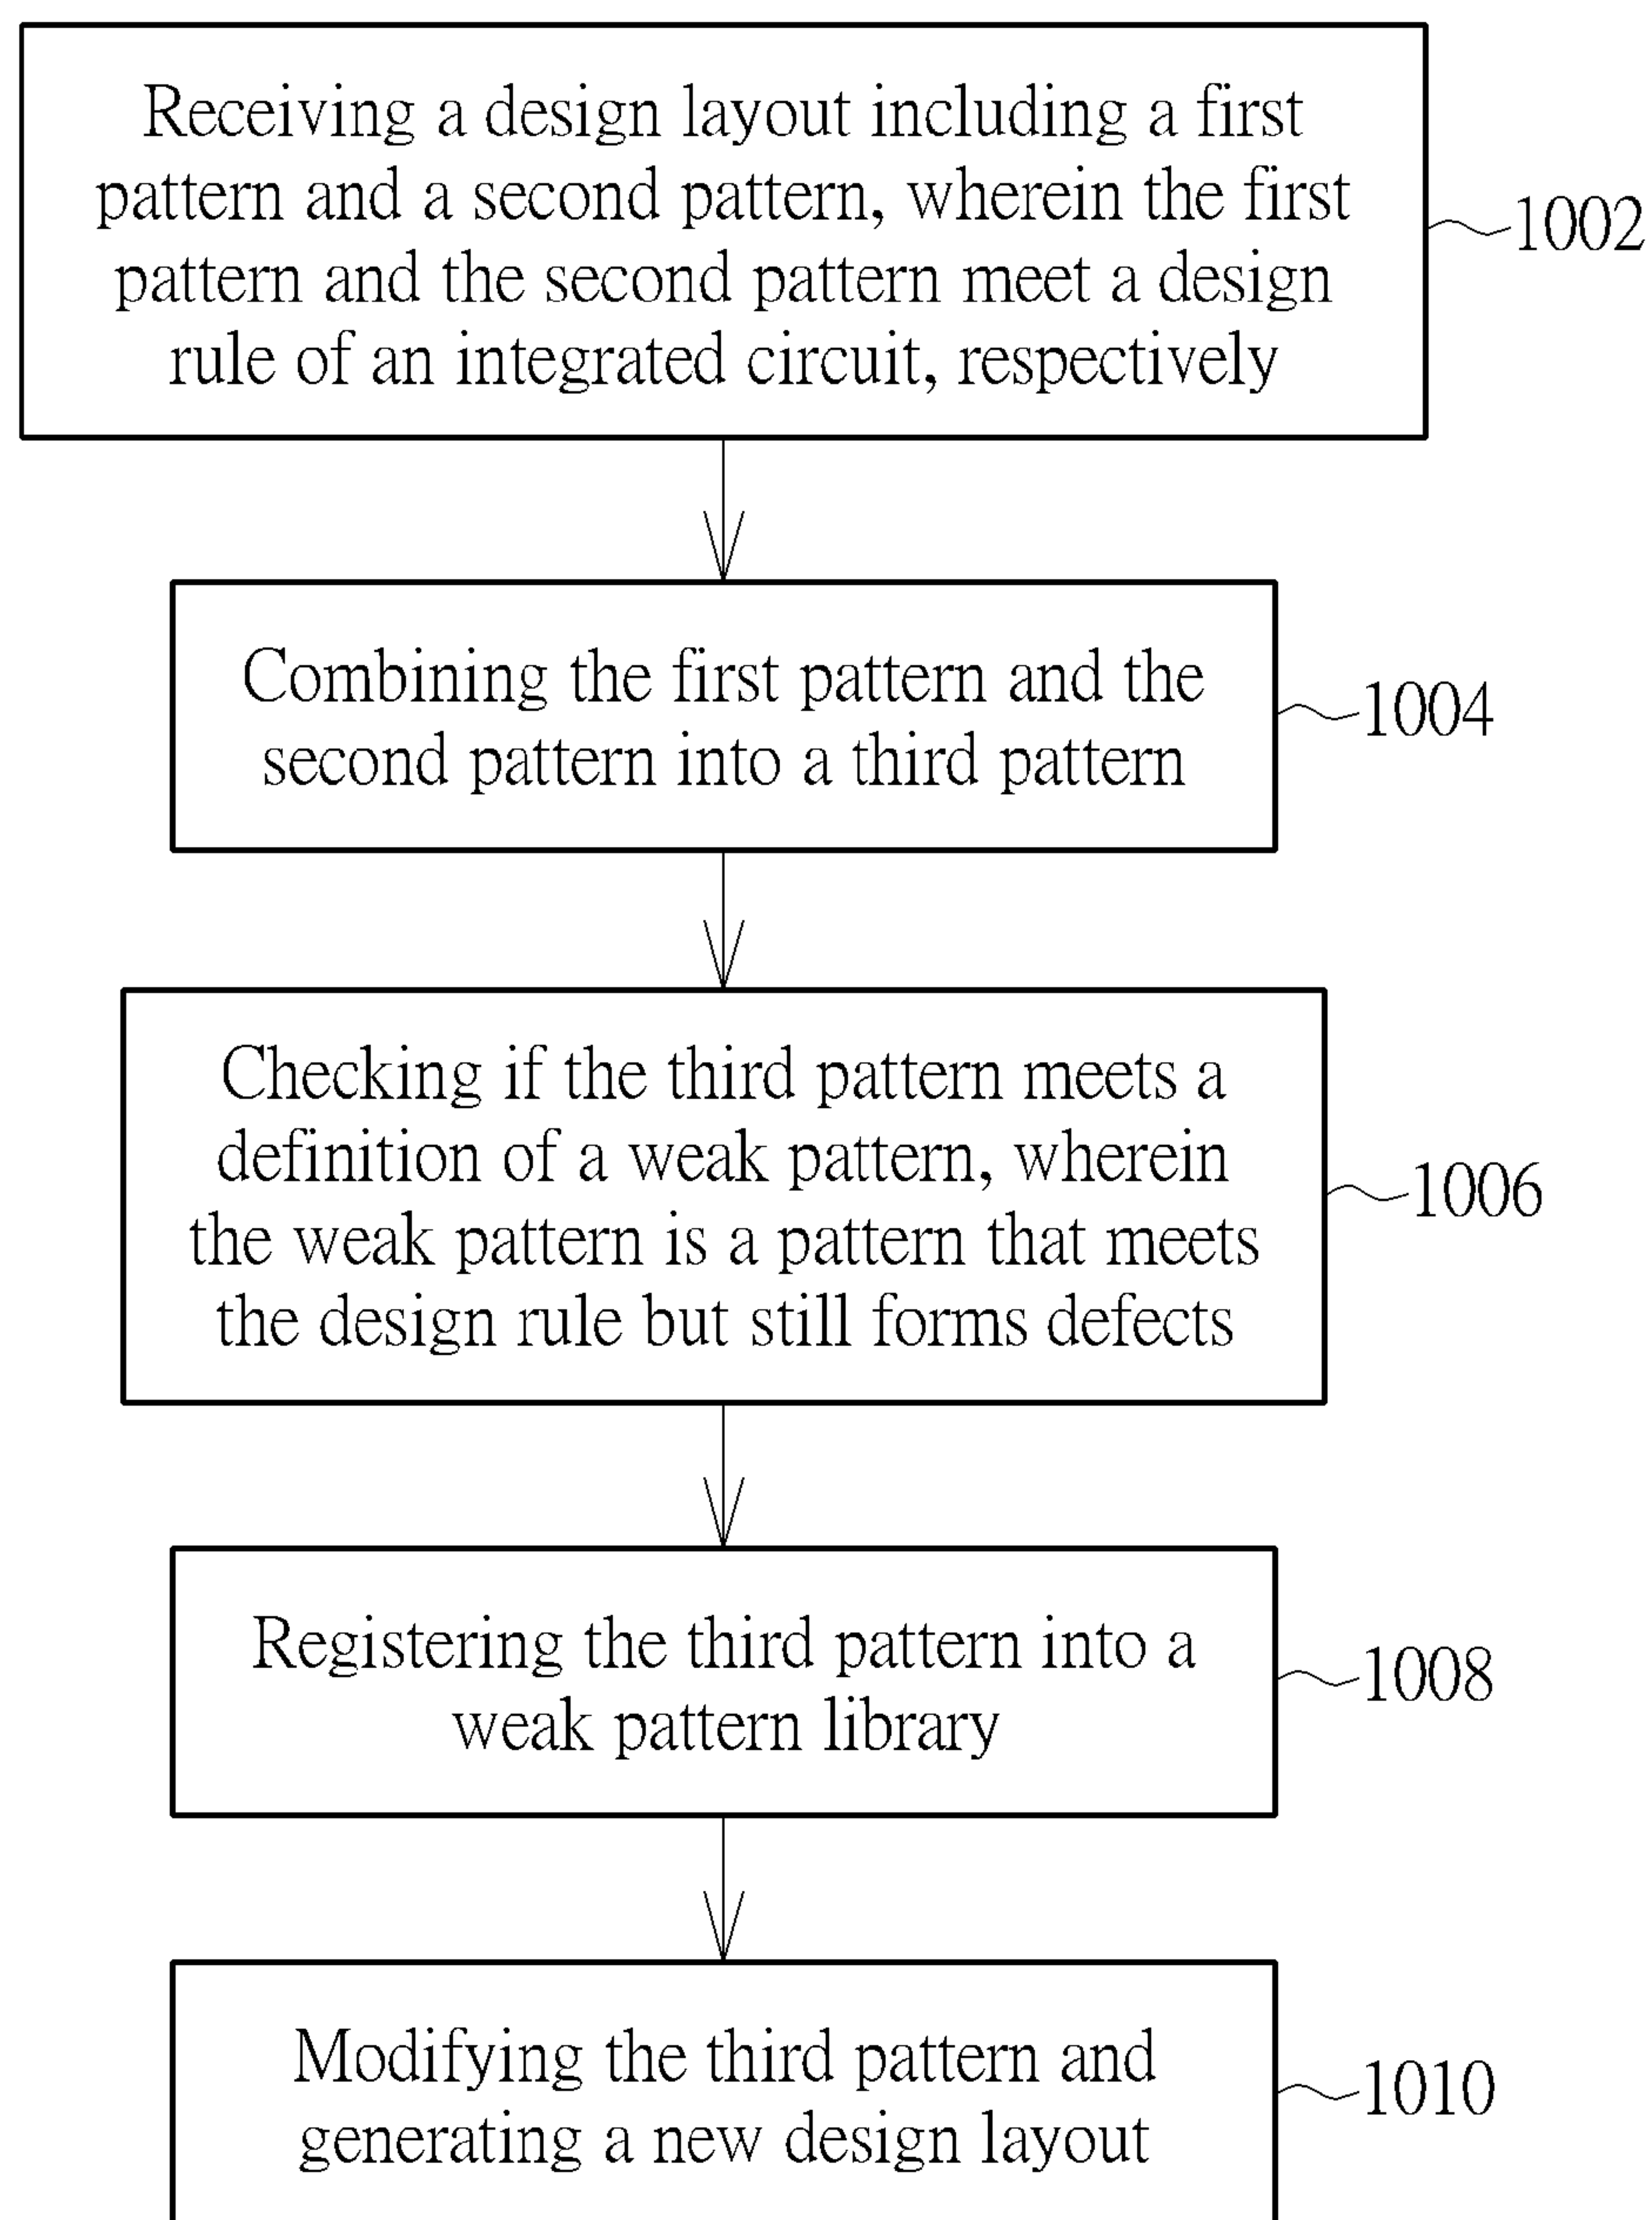 Receiving a design layout including a first
pattern and a second pattern, wherein the first
pattern and the second pattern meet a design
rule of an integrated circuit, respectively
1002
Combining the first pattern and the
second pattern into a third pattern
1004
Checking if the third pattern meets a
definition of a weak pattern, wherein
the weak pattern is a pattern that meets
the design rule but still forms defects
1006
Registering the third pattern into a
weak pattern library
1008
Modifying the third pattern and
generating a new design layout
1010